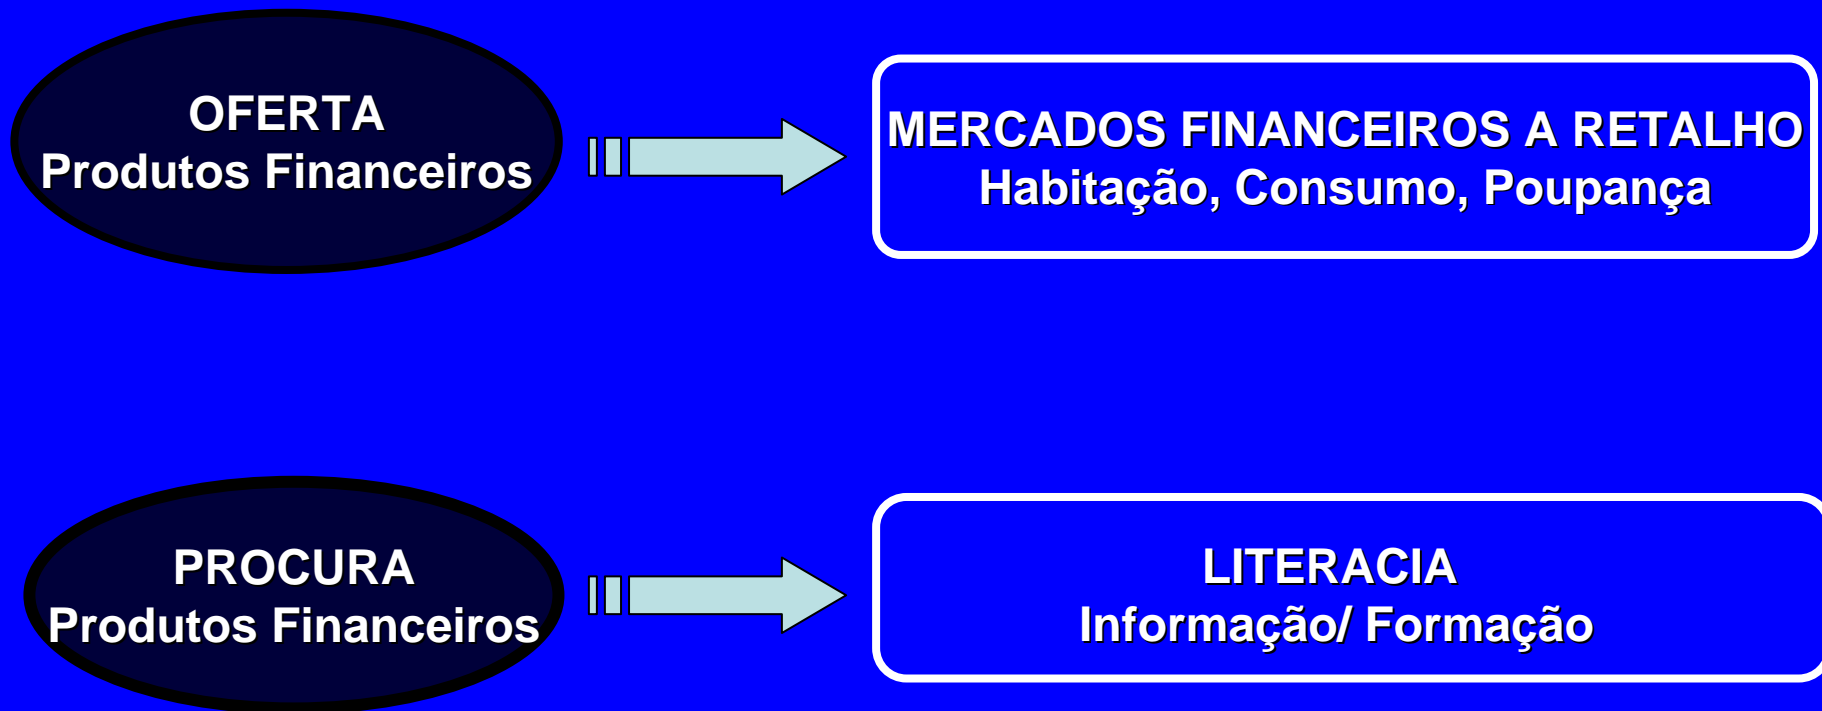 OFERTA
Produtos Financeiros
MERCADOS FINANCEIROS A RETALHO
Habitação, Consumo, Poupança
PROCURA
Produtos Financeiros
LITERACIA
Informação/ Formação